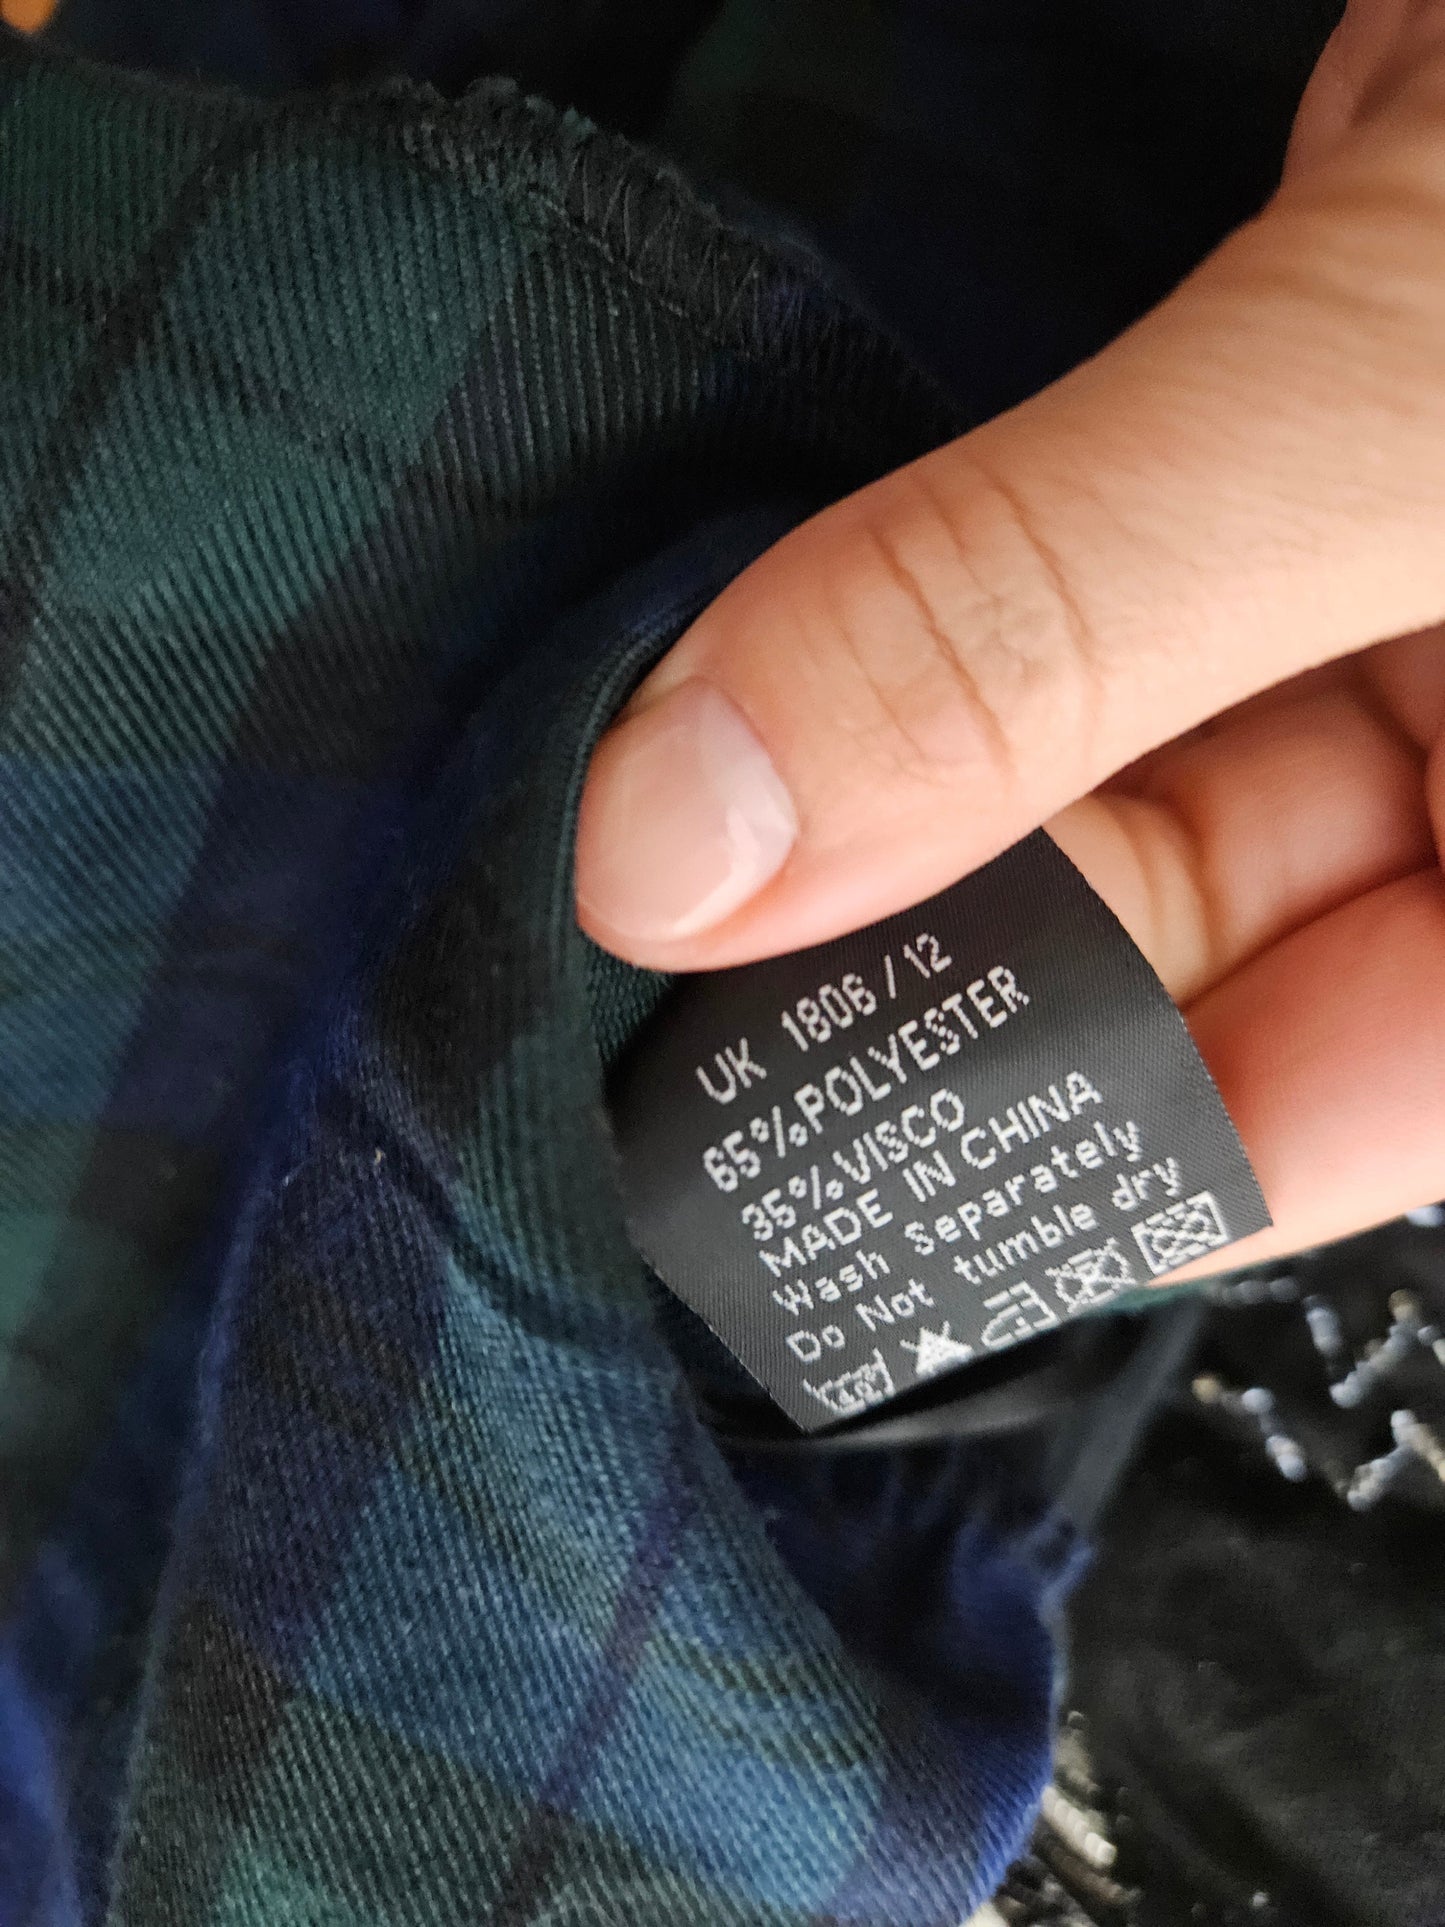 UK 1806 / 12
65%POLYESTER
35%VISCO
MADE IN CHINA
Wash Separately
Do Not tumble dry